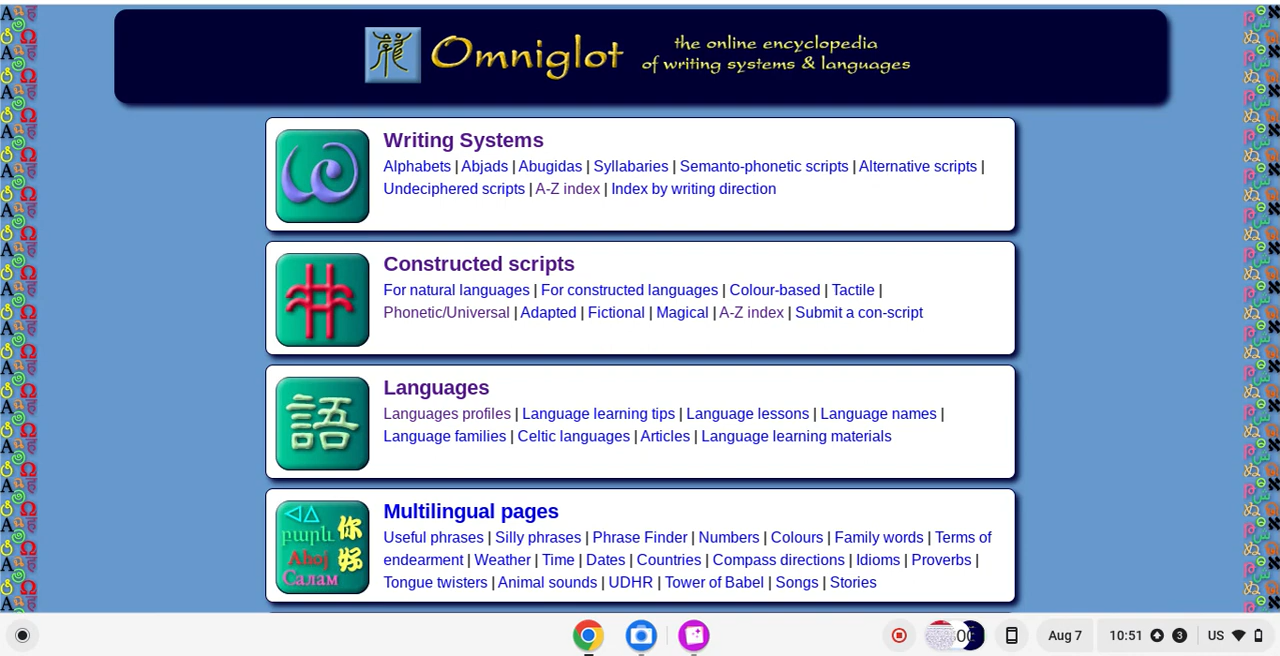 Omniglot
the online encyclopedia
of writing systems & languages
Writing Systems
Alphabets | Abjads | Abugidas | Syllabaries | Semanto-phonetic scripts | Alternative scripts |
Undeciphered scripts | A-Z index | Index by writing direction
Constructed scripts
For natural languages | For constructed languages | Colour-based | Tactile |
Phonetic/Universal | Adapted | Fictional | Magical | A-Z index | Submit a con-script
語
Languages
Languages profiles | Language learning tips | Language lessons | Language names |
Language families | Celtic languages | Articles | Language learning materials
ᐊᐃ
բարև
Ahoj
Салам
你好
Multilingual pages
Useful phrases | Silly phrases | Phrase Finder | Numbers | Colours | Family words | Terms of
endearment | Weather | Time | Dates | Countries | Compass directions | Idioms | Proverbs |
Tongue twisters | Animal sounds | UDHR | Tower of Babel | Songs | Stories
Aug 7
10:51
3
US